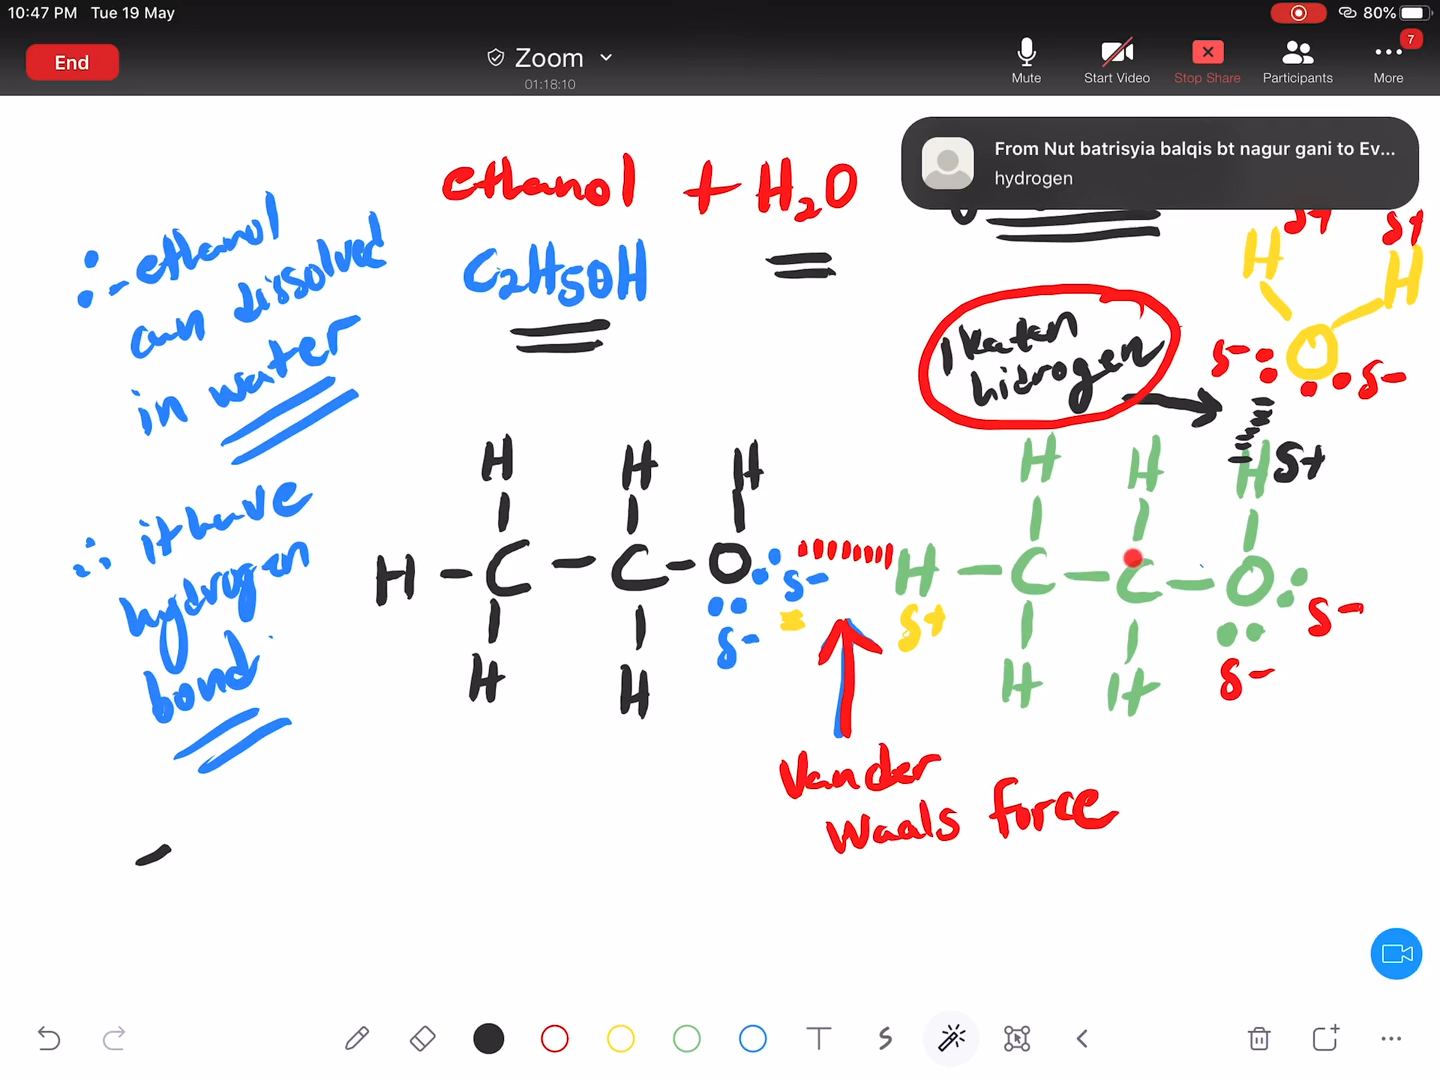 10:47 PM Tue 19 May
80%
End
Zoom
01:18:10
Mute
Start Video
Stop Share
Participants
More
7
From Nut batrisyia balqis bt nagur gani to Ev...
hydrogen
ethanol + H₂O
C₂H₅OH
∴ ethanol
can dissolved
in water
∴ it have
hydrogen
bond
Ikatan
hidrogen
δ+ δ+
H H
O
δ- δ-
H H H
H - C - C - O
δ-
δ-
H H
H H H δ+
H - C - C - O
δ+
δ-
δ-
H H
Vander
Waals force
T